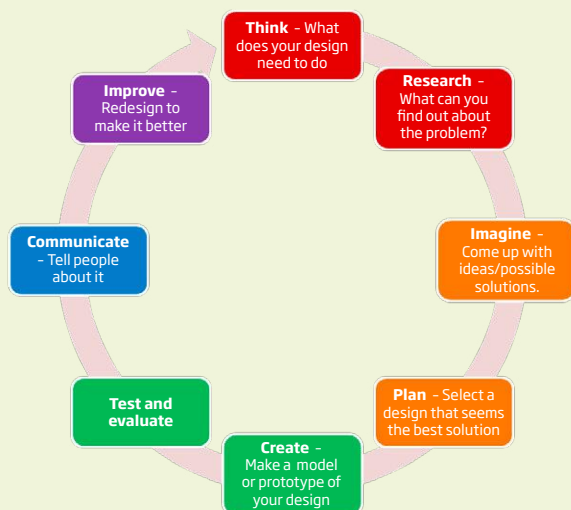 Think – What
does your design
need to do
Research –
What can you
find out about
the problem?
Imagine –
Come up with
ideas/possible
solutions.
Plan – Select a
design that seems
the best solution
Create –
Make a model
or prototype of
your design
Test and
evaluate
Communicate
– Tell people
about it
Improve –
Redesign to
make it better